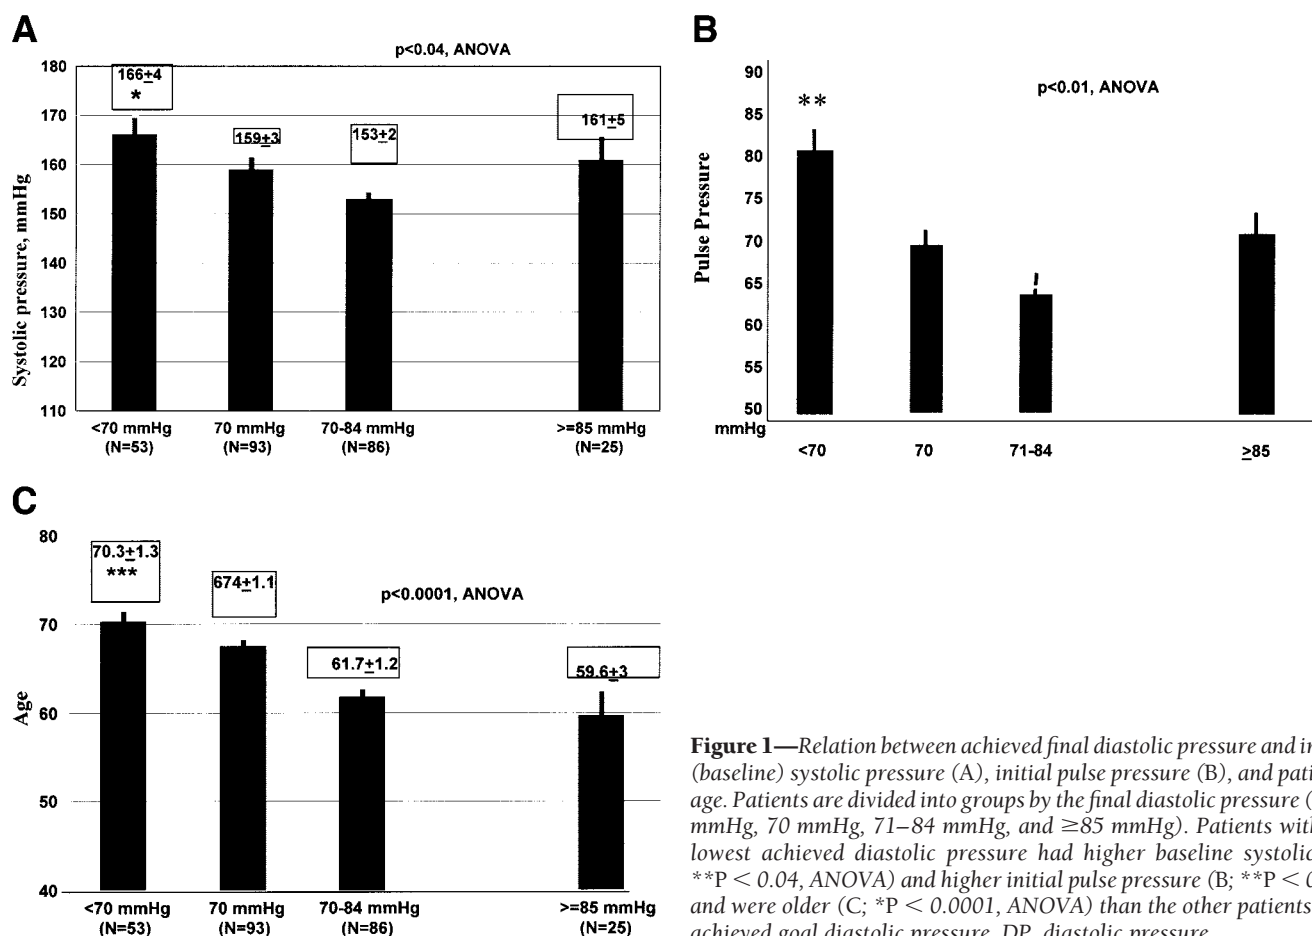 A
p<0.04, ANOVA
180
170
160
150
140
130
120
110
Systolic pressure, mmHg
166±4
*
159±3
153±2
161±5
<70 mmHg 70 mmHg 70-84 mmHg >=85 mmHg
(N=53) (N=93) (N=86) (N=25)
B
p<0.01, ANOVA
90
85
80
75
70
65
60
55
50
Pulse Pressure
**
mmHg
<70 70 71-84 ≥85
C
80
70
60
50
40
Age
70.3±1.3
***
674±1.1
p<0.0001, ANOVA
61.7±1.2
59.6±3
<70 mmHg 70 mmHg 70-84 mmHg >=85 mmHg
(N=53) (N=93) (N=86) (N=25)
Figure 1—Relation between achieved final diastolic pressure and
(baseline) systolic pressure (A), initial pulse pressure (B), and
age. Patients are divided into groups by the final diastolic pressure (
mmHg, 70 mmHg, 71–84 mmHg, and ≥85 mmHg). Patients
lowest achieved diastolic pressure had higher baseline
**P < 0.04, ANOVA) and higher initial pulse pressure (B; **P <
and were older (C; *P < 0.0001, ANOVA) than the other patients
achieved goal diastolic pressure. DP, diastolic pressure.